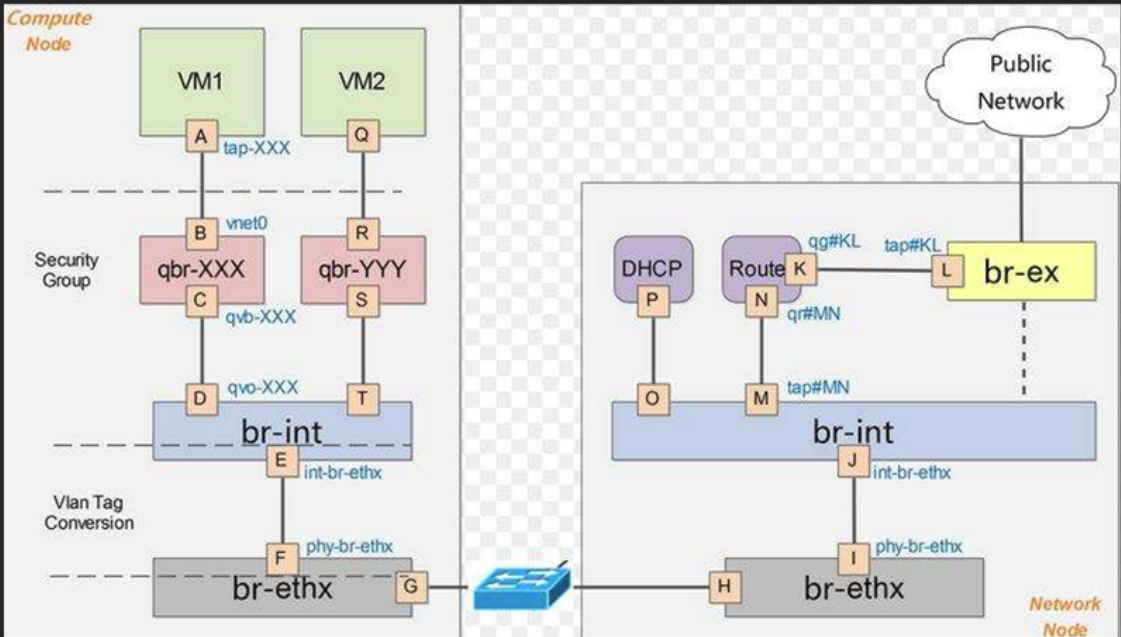 Compute
Node
VM1
VM2
A
Q
tap-XXX
Public
Network
B
vnet0
R
Security
Group
qbr-XXX
qbr-YYY
C
S
qvb-XXX
DHCP
Route
K
qg#KL
tap#KL
L
br-ex
P
N
qr#MN
D
qvo-XXX
T
O
M
tap#MN
br-int
br-int
E
int-br-ethx
J
int-br-ethx
Vlan Tag
Conversion
F
phy-br-ethx
I
phy-br-ethx
br-ethx
G
H
br-ethx
Network
Node